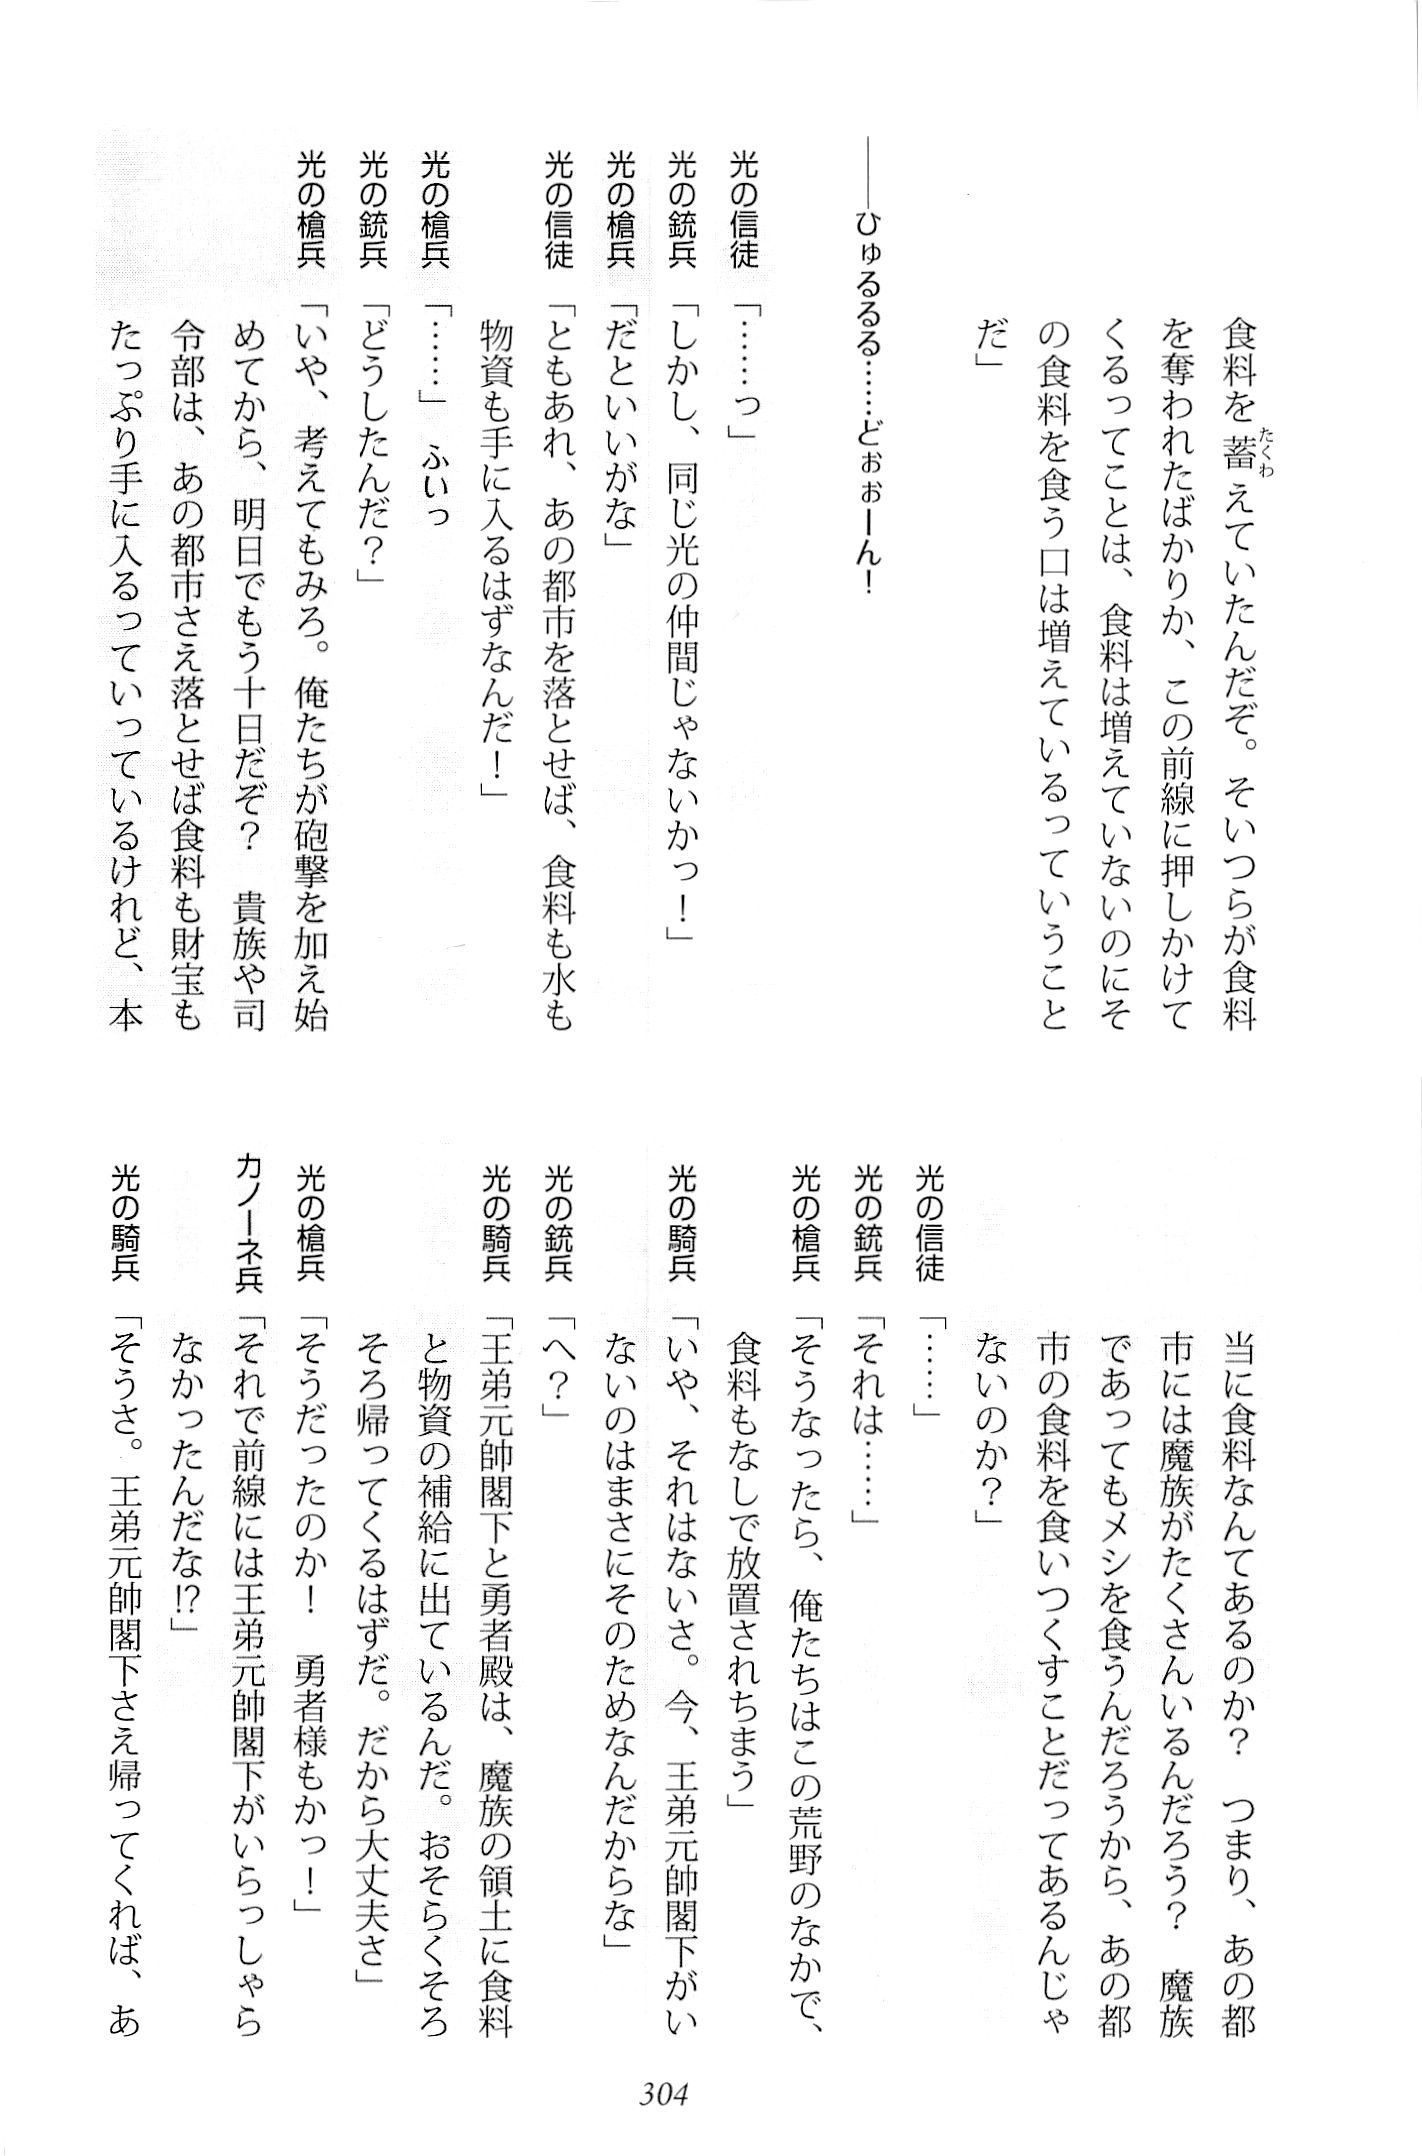 食料を蓄えていたんだぞ。そいつらが食料
を奪われたばかりか、この前線に押しかけて
くるってことは、食料は増えていないのにそ
の食料を食う口は増えているっていうこと
だ」
――ひゅるるる……どぉぉーん！
光の信徒「……っ」
光の銃兵「しかし、同じ光の仲間じゃないかっ！」
光の槍兵「だといいがな」
光の信徒「ともあれ、あの都市を落とせば、食料も水も
物資も手に入るはずなんだ！」
光の槍兵「……」ふいっ
光の銃兵「どうしたんだ？」
光の槍兵「いや、考えてもみろ。俺たちが砲撃を加え始
めてから、明日でもう十日だぞ？　貴族や司
令部は、あの都市さえ落とせば食料も財宝も
たっぷり手に入るっていっているけれど、本
当に食料なんてあるのか？　つまり、あの都
市には魔族がたくさんいるんだろう？　魔族
であってもメシを食うんだろうから、あの都
市の食料を食いつくすことだってあるんじゃ
ないのか？」
光の信徒「……」
光の銃兵「それは……」
光の槍兵「そうなったら、俺たちはこの荒野のなかで、
食料もなしで放置されちまう」
光の騎兵「いや、それはないさ。今、王弟元帥閣下がい
ないのはまさにそのためなんだからな」
光の銃兵「へ？」
光の騎兵「王弟元帥閣下と勇者殿は、魔族の領土に食料
と物資の補給に出ているんだ。おそらくそろ
そろ帰ってくるはずだ。だから大丈夫さ」
光の槍兵「そうだったのか！　勇者様もかっ！」
カノーネ兵「それで前線には王弟元帥閣下がいらっしゃら
なかったんだな!?」
光の騎兵「そうさ。王弟元帥閣下さえ帰ってくれば、あ
304